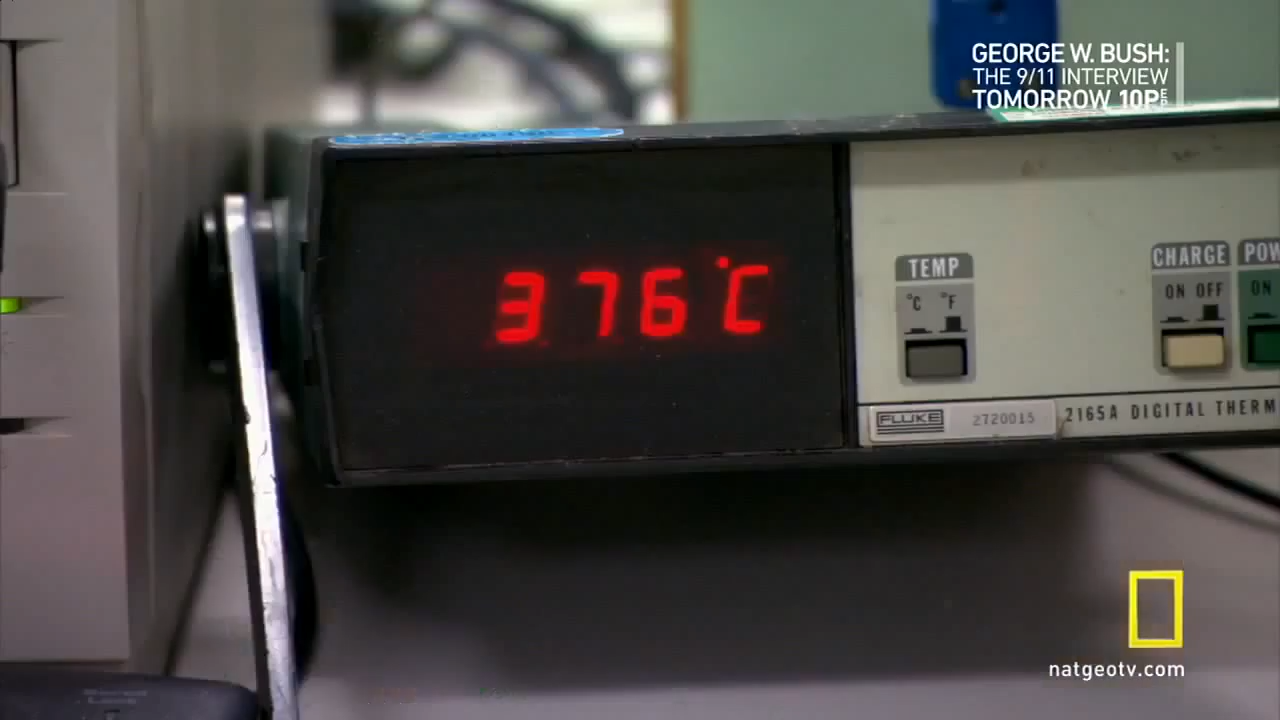 GEORGE W. BUSH:
THE 9/11 INTERVIEW
TOMORROW 10P
376°C
TEMP
°C °F
CHARGE
ON OFF
POW
ON
FLUKE
2720015
2165A DIGITAL THERM
natgeotv.com